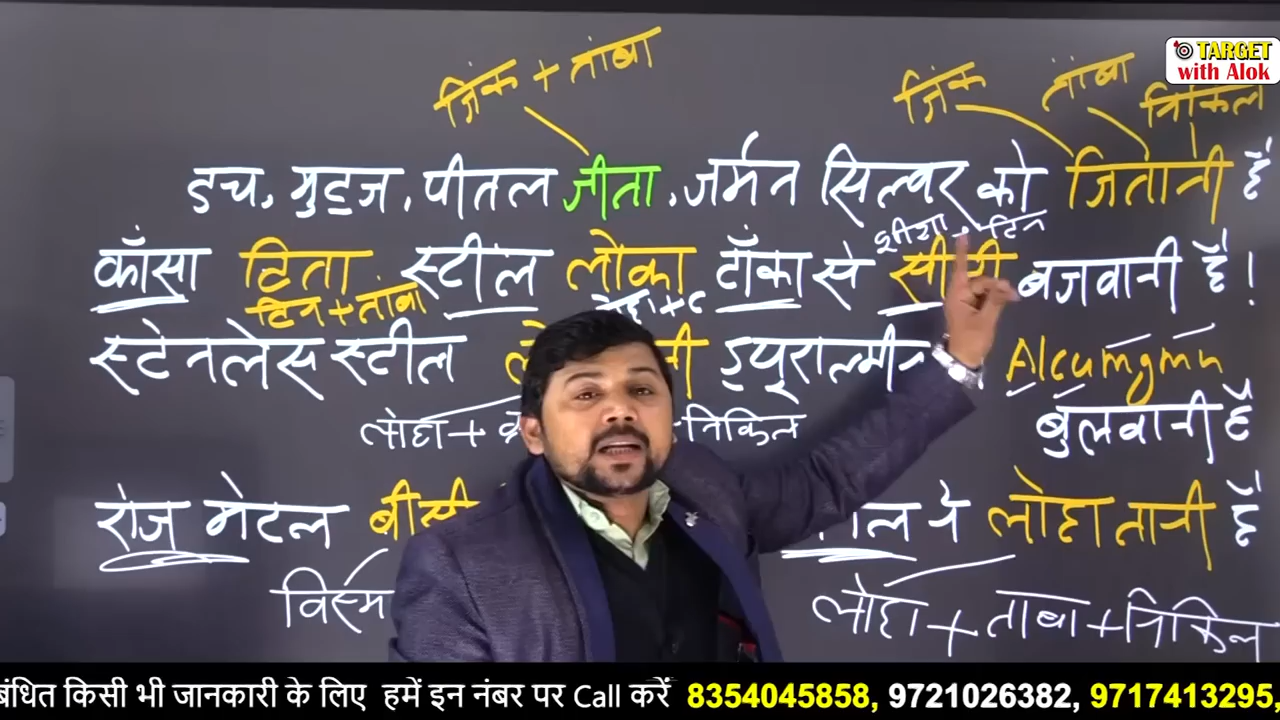 TARGET
with Alok
जिंक + तांबा
जिंक तांबा निकिल
डच, गुडज, पीतल जीता, जर्मन सिल्वर को जितानी है
शीशा + टिन
काँसा टिता स्टील लोका टाँका से बजवानी है!
टिन + तांबा
स्टेनलेस स्टील Alcumgmn
लोहा + निकिल बुलवानी है
रोज मेटल लोहातानी है
लोहा + ताबा + निकिल
बंधित किसी भी जानकारी के लिए हमें इन नंबर पर Call करें 8354045858, 9721026382, 9717413295,